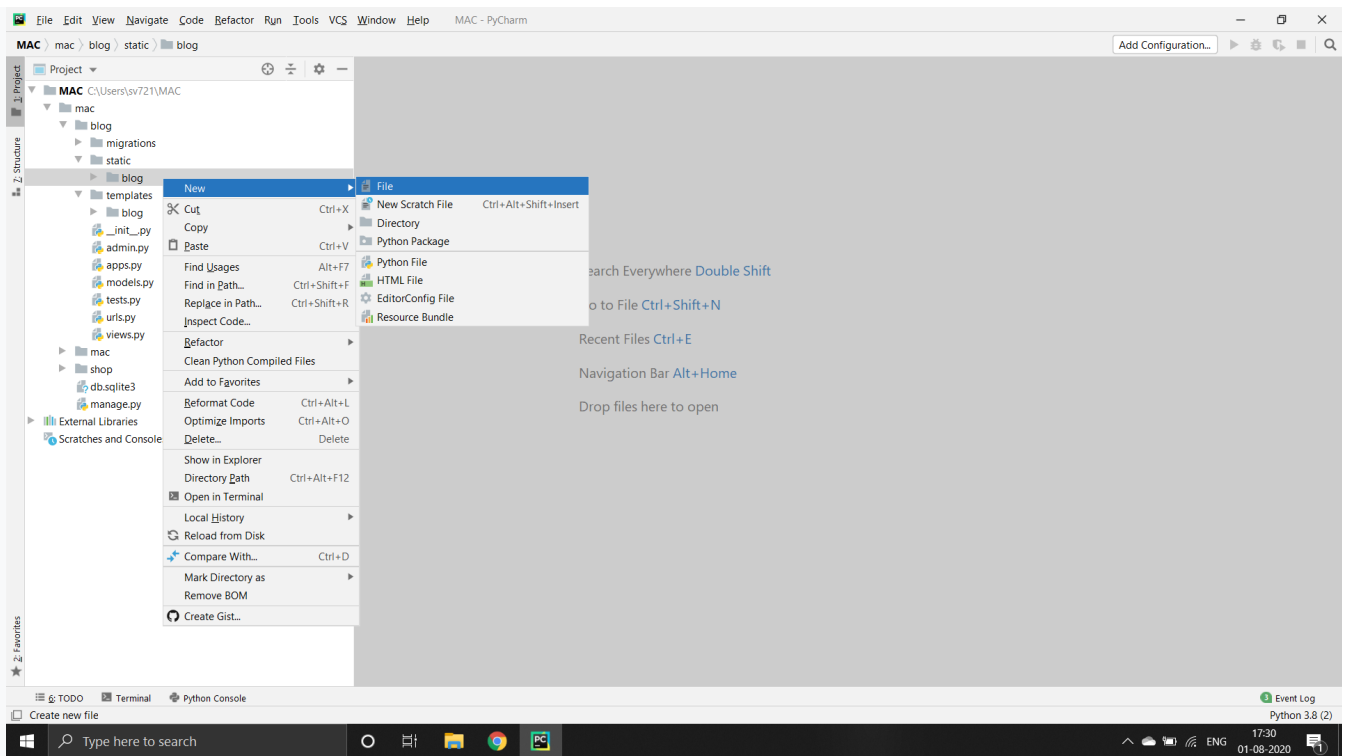 PC File Edit View Navigate Code Refactor Run Tools VCS Window Help MAC - PyCharm
MAC mac blog static blog Add Configuration...
1: Project
Project
MAC C:\Users\sv721\MAC
mac
blog
migrations
static
blog
templates
blog
__init__.py
admin.py
apps.py
models.py
tests.py
urls.py
views.py
mac
shop
db.sqlite3
manage.py
External Libraries
Scratches and Console
7: Structure
2: Favorites
New
Cut Ctrl+X
Copy
Paste Ctrl+V
Find Usages Alt+F7
Find in Path... Ctrl+Shift+F
Replace in Path... Ctrl+Shift+R
Inspect Code...
Refactor
Clean Python Compiled Files
Add to Favorites
Reformat Code Ctrl+Alt+L
Optimize Imports Ctrl+Alt+O
Delete... Delete
Show in Explorer
Directory Path Ctrl+Alt+F12
Open in Terminal
Local History
Reload from Disk
Compare With... Ctrl+D
Mark Directory as
Remove BOM
Create Gist...
File
New Scratch File Ctrl+Alt+Shift+Insert
Directory
Python Package
Python File
HTML File
EditorConfig File
Resource Bundle
earch Everywhere Double Shift
o to File Ctrl+Shift+N
Recent Files Ctrl+E
Navigation Bar Alt+Home
Drop files here to open
6: TODO Terminal Python Console 3 Event Log
Create new file Python 3.8 (2)
Type here to search PC ENG 17:30
01-08-2020 1